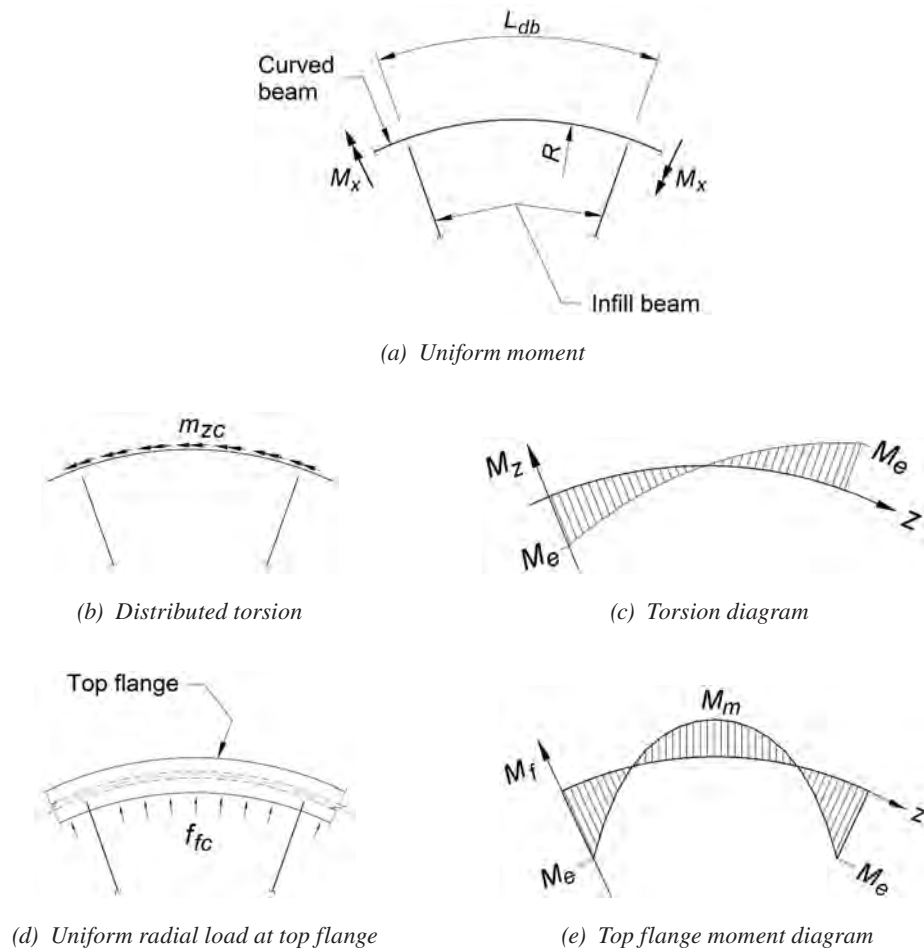 L_db
Curved
beam
R
M_x
M_x
Infill beam
(a) Uniform moment
m_zc
M_z
M_e
z
M_e
(b) Distributed torsion
(c) Torsion diagram
Top flange
M_m
M_f
z
f_fc
M_e
M_e
(d) Uniform radial load at top flange
(e) Top flange moment diagram